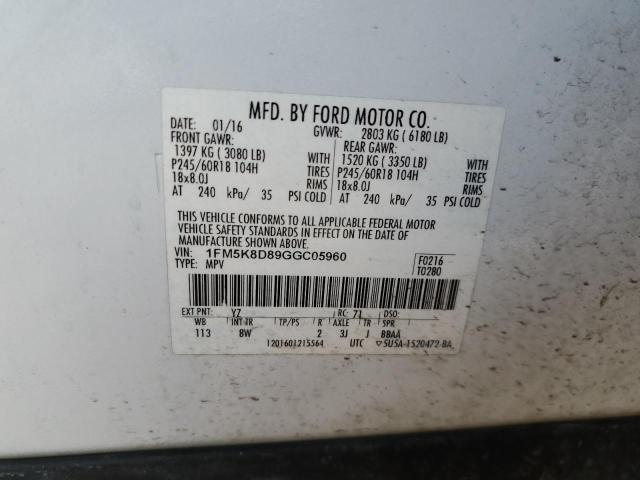 MFD. BY FORD MOTOR CO.
DATE: 01/16 GVWR: 2803 KG ( 6180 LB)
FRONT GAWR: REAR GAWR:
1397 KG ( 3080 LB) WITH 1520 KG ( 3350 LB) WITH
P245/60R18 104H TIRES P245/60R18 104H TIRES
18x8.0J RIMS 18x8.0J RIMS
AT 240 kPa/ 35 PSI COLD AT 240 kPa/ 35 PSI COLD
THIS VEHICLE CONFORMS TO ALL APPLICABLE FEDERAL MOTOR
VEHICLE SAFETY STANDARDS IN EFFECT ON THE DATE OF
MANUFACTURE SHOWN ABOVE.
VIN: 1FM5K8D89GGC05960 F0216
TYPE: MPV T0280
EXT PNT: YZ RC: 71 DSO:
WB INT TR TP/PS R AXLE TR SPR
113 8W 2 3J J BBAA
1201601215564 UTC ▽5U5A-1520472-BA